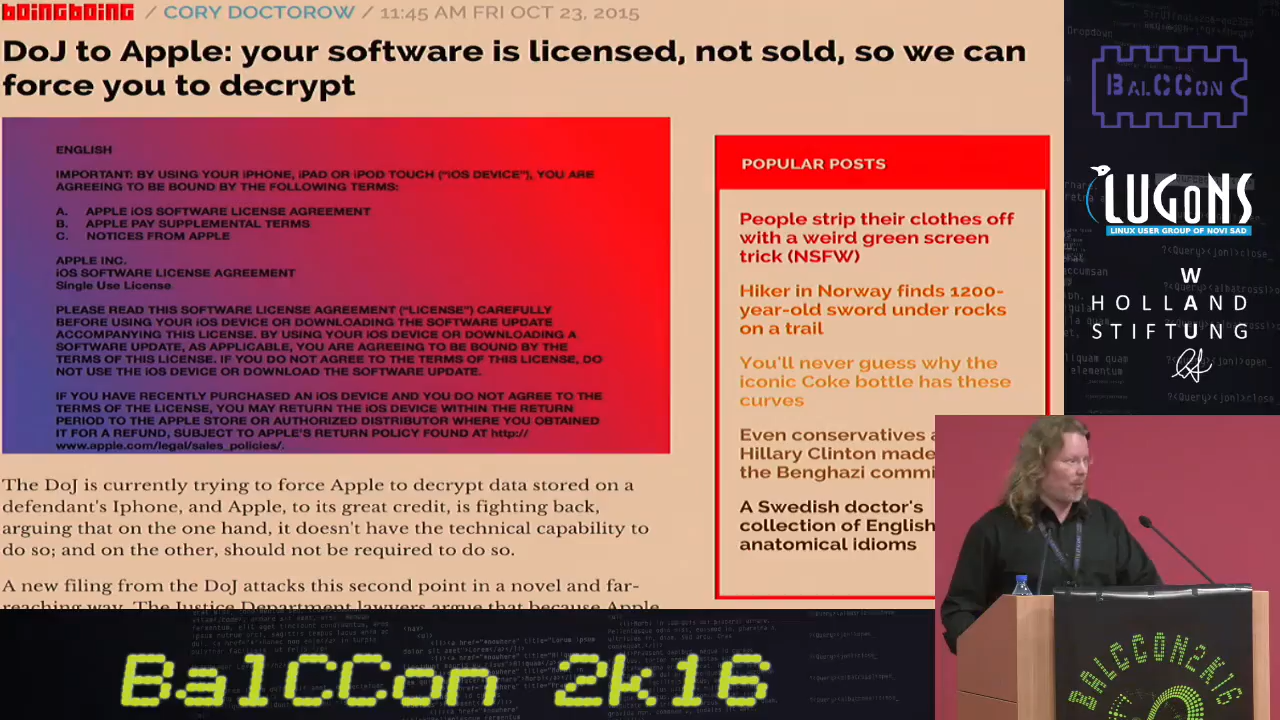 boingboing / CORY DOCTOROW / 11:45 AM FRI OCT 23, 2015
DoJ to Apple: your software is licensed, not sold, so we can
force you to decrypt
ENGLISH
IMPORTANT: BY USING YOUR iPHONE, iPAD OR iPOD TOUCH (“iOS DEVICE”), YOU ARE
AGREEING TO BE BOUND BY THE FOLLOWING TERMS:
A. APPLE iOS SOFTWARE LICENSE AGREEMENT
B. APPLE PAY SUPPLEMENTAL TERMS
C. NOTICES FROM APPLE
APPLE INC.
iOS SOFTWARE LICENSE AGREEMENT
Single Use License
PLEASE READ THIS SOFTWARE LICENSE AGREEMENT (“LICENSE”) CAREFULLY
BEFORE USING YOUR iOS DEVICE OR DOWNLOADING THE SOFTWARE UPDATE
ACCOMPANYING THIS LICENSE. BY USING YOUR iOS DEVICE OR DOWNLOADING A
SOFTWARE UPDATE, AS APPLICABLE, YOU ARE AGREEING TO BE BOUND BY THE
TERMS OF THIS LICENSE. IF YOU DO NOT AGREE TO THE TERMS OF THIS LICENSE, DO
NOT USE THE iOS DEVICE OR DOWNLOAD THE SOFTWARE UPDATE.
IF YOU HAVE RECENTLY PURCHASED AN iOS DEVICE AND YOU DO NOT AGREE TO THE
TERMS OF THE LICENSE, YOU MAY RETURN THE iOS DEVICE WITHIN THE RETURN
PERIOD TO THE APPLE STORE OR AUTHORIZED DISTRIBUTOR WHERE YOU OBTAINED
IT FOR A REFUND, SUBJECT TO APPLE’S RETURN POLICY FOUND AT http://
www.apple.com/legal/sales_policies/.
The DoJ is currently trying to force Apple to decrypt data stored on a
defendant's Iphone, and Apple, to its great credit, is fighting back,
arguing that on the one hand, it doesn't have the technical capability to
do so; and on the other, should not be required to do so.
A new filing from the DoJ attacks this second point in a novel and far-
reaching way. The Justice Department lawyers argue that because Apple
POPULAR POSTS
People strip their clothes off
with a weird green screen
trick (NSFW)
Hiker in Norway finds 1200-
year-old sword under rocks
on a trail
You'll never guess why the
iconic Coke bottle has these
curves
Even conservatives
Hillary Clinton made
the Benghazi
A Swedish doctor's
collection of English
anatomical idioms
BALCCON
LUGONS
LINUX USER GROUP OF NOVI SAD
W
HOLLAND
STIFTUNG
BalCCon 2k16